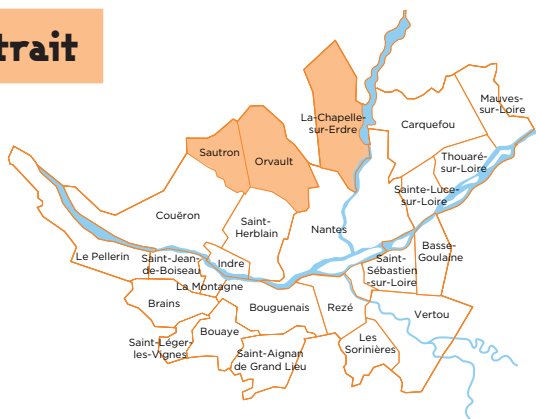 trait
Mauves-
sur-Loire
La-Chapelle-
sur-Erdre
Carquefou
Sautron
Orvault
Thouaré-
sur-Loire
Sainte-Luce-
sur-Loire
Couëron
Saint-
Herblain
Nantes
Basse-
Goulaine
Le Pellerin
Saint-Jean-
de-Boiseau
Indre
Saint-
Sébastien
-sur-Loire
La Montagne
Brains
Bouguenais
Rezé
Vertou
Bouaye
Saint-Léger-
les-Vignes
Les
Sorinières
Saint-Aignan
de Grand Lieu